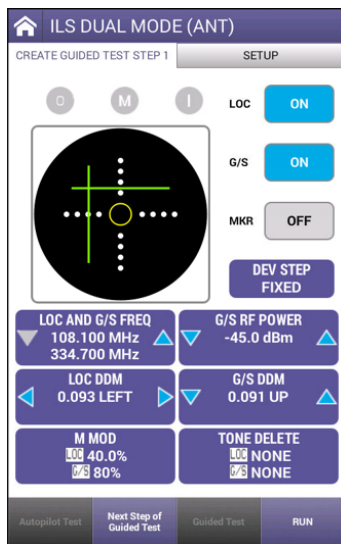 ILS DUAL MODE (ANT)
CREATE GUIDED TEST STEP 1
SETUP
O M I
LOC ON
G/S ON
MKR OFF
DEV STEP
FIXED
LOC AND G/S FREQ
108.100 MHz
334.700 MHz
G/S RF POWER
-45.0 dBm
LOC DDM
0.093 LEFT
G/S DDM
0.091 UP
M MOD
LOC 40.0%
G/S 80%
TONE DELETE
LOC NONE
G/S NONE
Autopilot Test
Next Step of
Guided Test
Guided Test
RUN